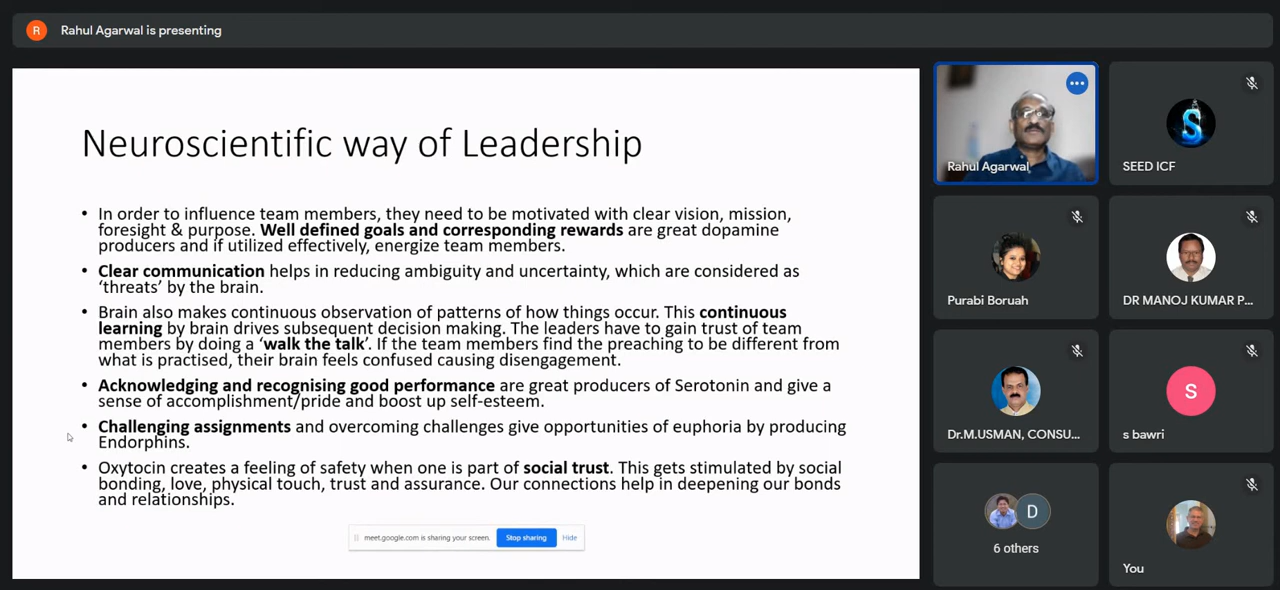 R
Rahul Agarwal is presenting
Neuroscientific way of Leadership
• In order to influence team members, they need to be motivated with clear vision, mission,
foresight & purpose. Well defined goals and corresponding rewards are great dopamine
producers and if utilized effectively, energize team members.
• Clear communication helps in reducing ambiguity and uncertainty, which are considered as
‘threats’ by the brain.
• Brain also makes continuous observation of patterns of how things occur. This continuous
learning by brain drives subsequent decision making. The leaders have to gain trust of team
members by doing a ‘walk the talk’. If the team members find the preaching to be different from
what is practised, their brain feels confused causing disengagement.
• Acknowledging and recognising good performance are great producers of Serotonin and give a
sense of accomplishment/pride and boost up self-esteem.
• Challenging assignments and overcoming challenges give opportunities of euphoria by producing
Endorphins.
• Oxytocin creates a feeling of safety when one is part of social trust. This gets stimulated by social
bonding, love, physical touch, trust and assurance. Our connections help in deepening our bonds
and relationships.
meet.google.com is sharing your screen. Stop sharing Hide
Rahul Agarwal
S
SEED ICF
Purabi Boruah
DR MANOJ KUMAR P...
Dr.M.USMAN, CONSU...
S
s bawri
D
6 others
You